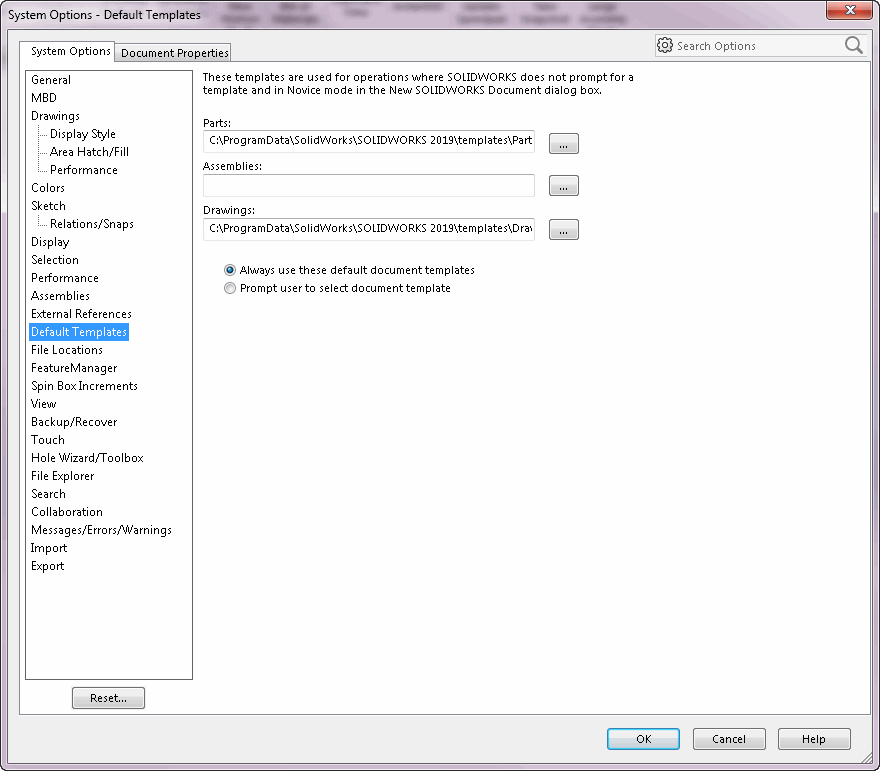 System Options - Default Templates
System Options
Document Properties
Search Options
General
MBD
Drawings
Display Style
Area Hatch/Fill
Performance
Colors
Sketch
Relations/Snaps
Display
Selection
Performance
Assemblies
External References
Default Templates
File Locations
FeatureManager
Spin Box Increments
View
Backup/Recover
Touch
Hole Wizard/Toolbox
File Explorer
Search
Collaboration
Messages/Errors/Warnings
Import
Export
Reset...
These templates are used for operations where SOLIDWORKS does not prompt for a
template and in Novice mode in the New SOLIDWORKS Document dialog box.
Parts:
C:\ProgramData\SolidWorks\SOLIDWORKS 2019\templates\Part
...
Assemblies:
...
Drawings:
C:\ProgramData\SolidWorks\SOLIDWORKS 2019\templates\Drav
...
Always use these default document templates
Prompt user to select document template
OK
Cancel
Help